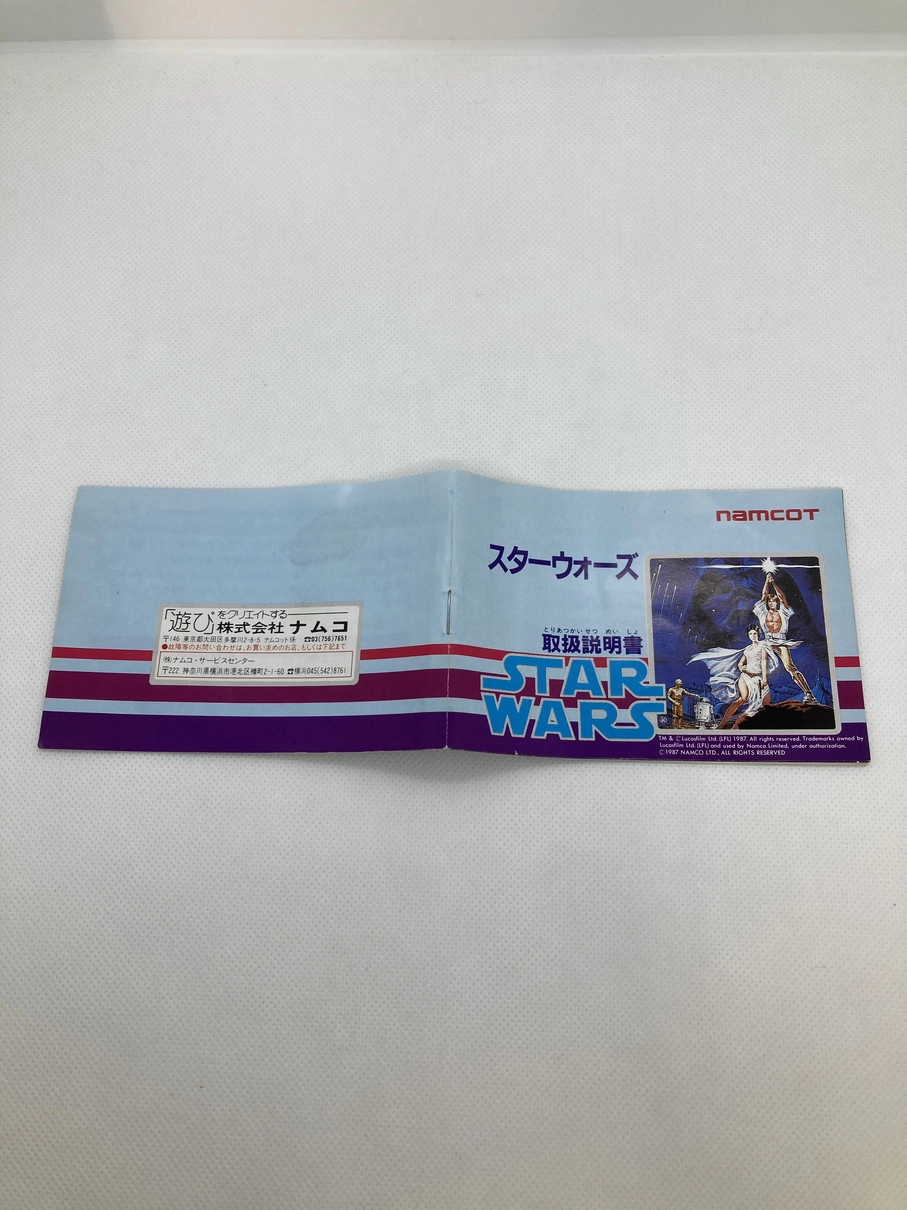 「遊び」をクリエイトする
株式会社 ナムコ
〒146 東京都大田区多摩川2-8-5 ナムコット係 ☎03(756)7651
●故障等のお問い合わせは、お買い求めのお店、もしくは下記まで
㈱ナムコ・サービスセンター
〒222 神奈川県横浜市港北区樽町2-1-60 ☎横浜045(542)8761
namcoT
スターウォーズ
とりあつかいせつめいしょ
取扱説明書
STAR
WARS
TM & ©Lucasfilm Ltd. (LFL) 1987. All rights reserved. Trademarks owned by
Lucasfilm Ltd. (LFL) and used by Namco Limited, under authorization.
©1987 NAMCO LTD., ALL RIGHTS RESERVED